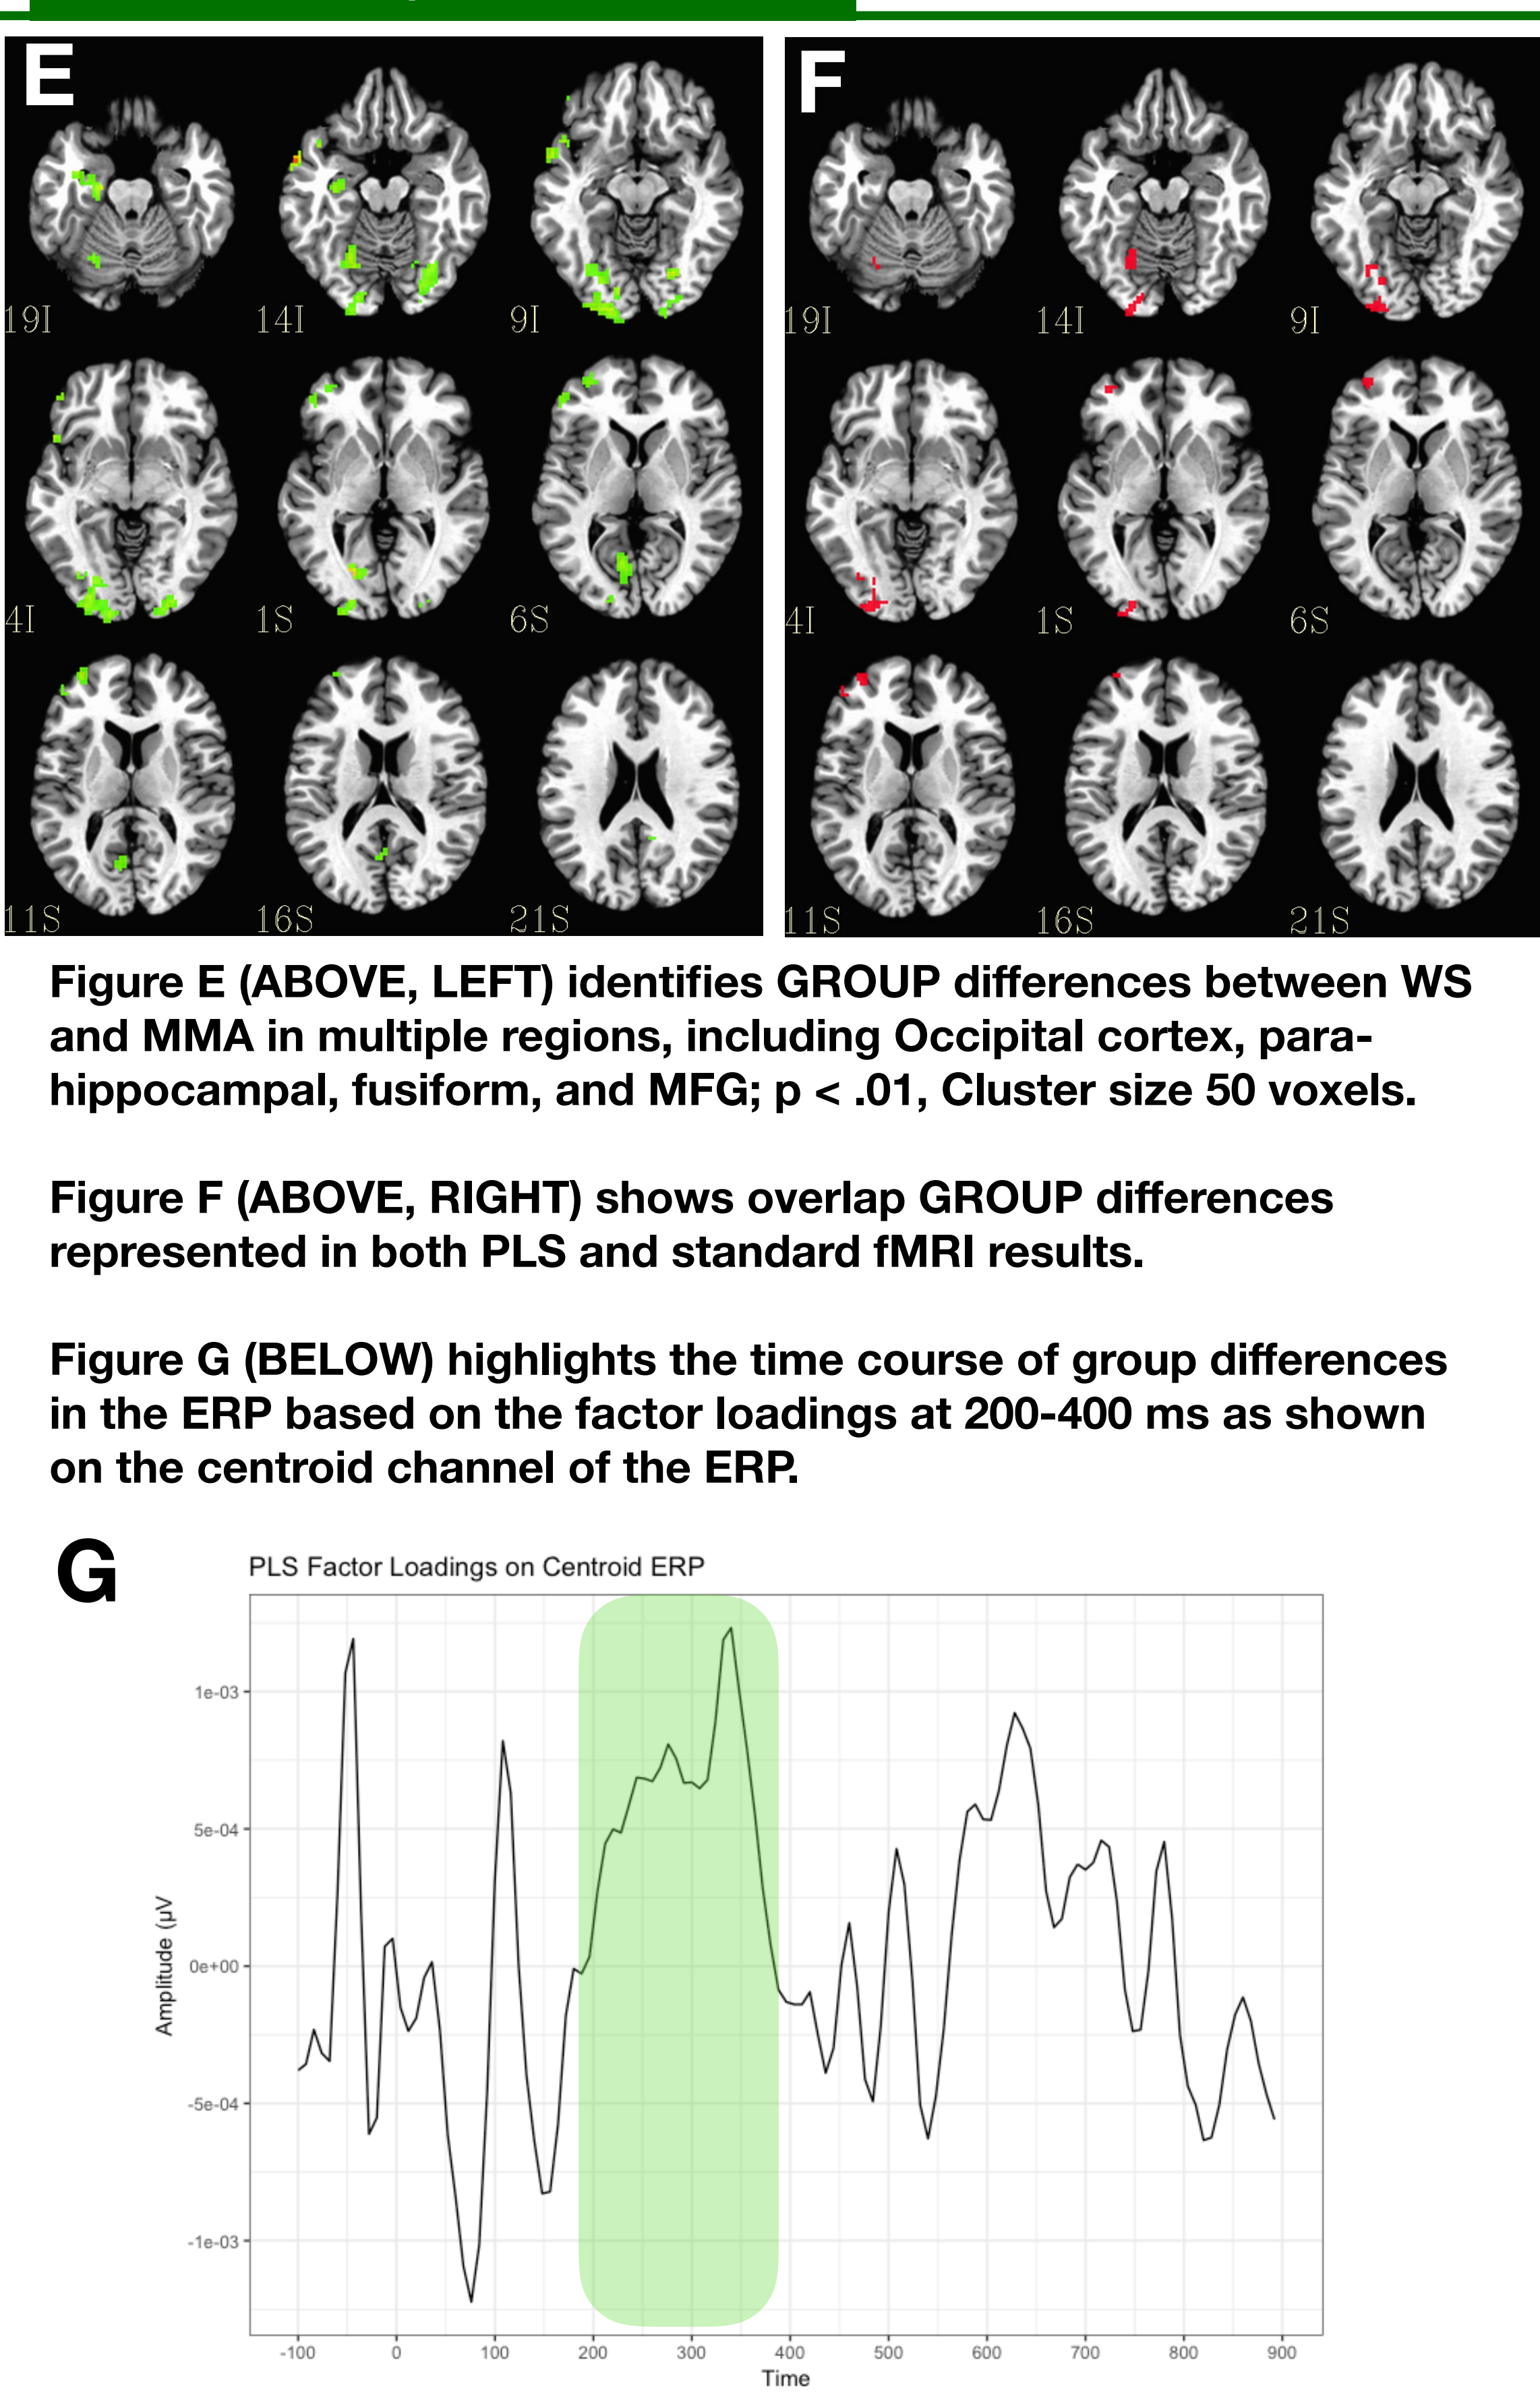 E
F
19I
14I
9I
19I
14I
9I
4I
1S
6S
4I
1S
6S
11S
16S
21S
11S
16S
21S
Figure E (ABOVE, LEFT) identifies GROUP differences between WS
and MMA in multiple regions, including Occipital cortex, para-
hippocampal, fusiform, and MFG; p < .01, Cluster size 50 voxels.
Figure F (ABOVE, RIGHT) shows overlap GROUP differences
represented in both PLS and standard fMRI results.
Figure G (BELOW) highlights the time course of group differences
in the ERP based on the factor loadings at 200-400 ms as shown
on the centroid channel of the ERP.
G
PLS Factor Loadings on Centroid ERP
1e-03
5e-04
0e+00
-5e-04
-1e-03
Amplitude (µV
-100 0 100 200 300 400 500 600 700 800 900
Time